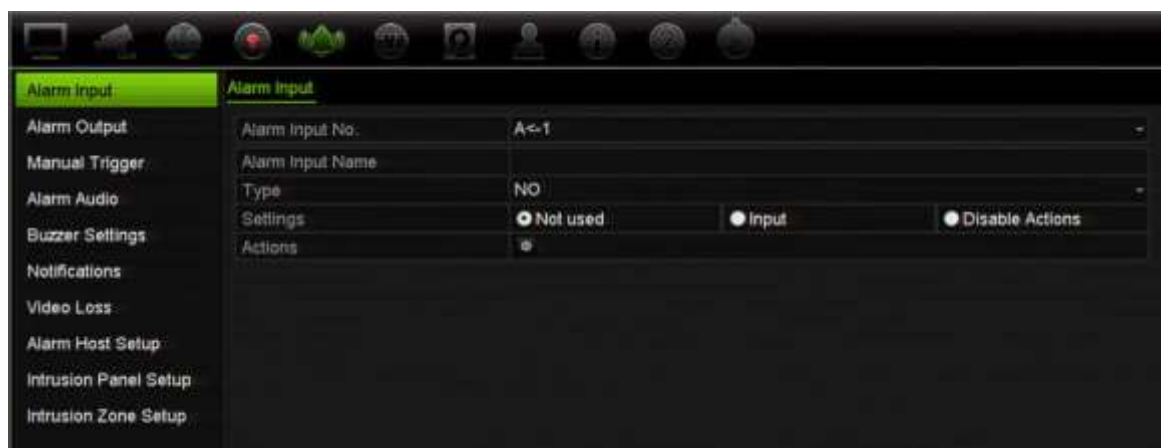 Alarm Input
Alarm Output
Manual Trigger
Alarm Audio
Buzzer Settings
Notifications
Video Loss
Alarm Host Setup
Intrusion Panel Setup
Intrusion Zone Setup
Alarm Input
Alarm Input No. A<-1
Alarm Input Name
Type NO
Settings Not used Input Disable Actions
Actions